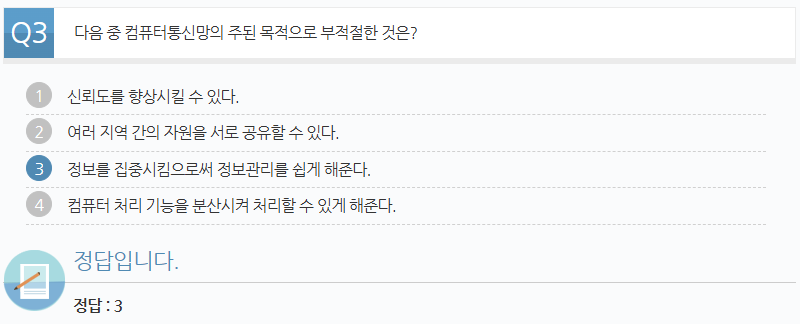 Q3 다음 중 컴퓨터통신망의 주된 목적으로 부적절한 것은?
1 신뢰도를 향상시킬 수 있다.
2 여러 지역 간의 자원을 서로 공유할 수 있다.
3 정보를 집중시킴으로써 정보관리를 쉽게 해준다.
4 컴퓨터 처리 기능을 분산시켜 처리할 수 있게 해준다.
정답입니다.
정답 : 3